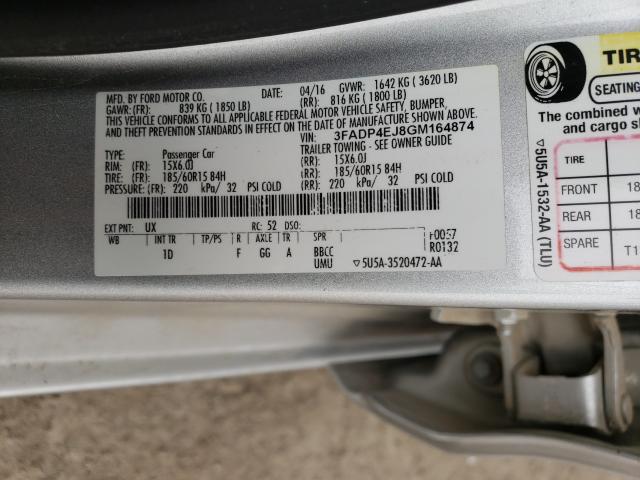 MFD. BY FORD MOTOR CO.
DATE: 04/16 GVWR: 1642 KG ( 3620 LB)
GAWR: (FR): 839 KG ( 1850 LB) (RR): 816 KG ( 1800 LB)
THIS VEHICLE CONFORMS TO ALL APPLICABLE FEDERAL MOTOR VEHICLE SAFETY, BUMPER,
AND THEFT PREVENTION STANDARDS IN EFFECT ON THE DATE OF MANUFACTURE SHOWN ABOVE.
VIN: 3FADP4EJ8GM164874
TYPE: Passenger Car TRAILER TOWING - SEE OWNER GUIDE
RIM: (FR) 15X6.0J (RR): 15X6.0J
TIRE: (FR) 185/60R15 84H (RR): 185/60R15 84H
PRESSURE: (FR) 220 kPa/ 32 PSI COLD (RR): 220 kPa/ 32 PSI COLD
EXT PNT: UX RC: 52 DSO:
WB INT TR TP/PS R AXLE TR SPR
1D F GG A BBCC
UMU
R0132
▽5U5A-3520472-AA
TIR
SEATING
The combined w
and cargo s
TIRE
FRONT 18
REAR 18
SPARE T1
▽5U5A-1532-AA (TLU)